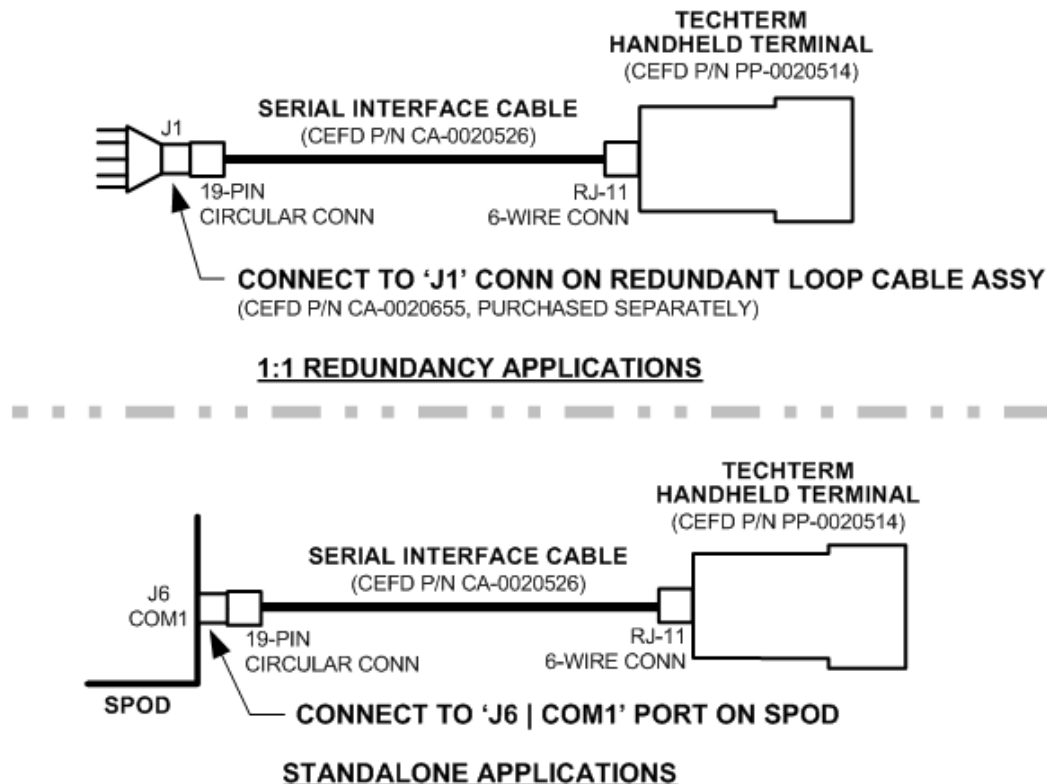 TECHTERM
HANDHELD TERMINAL
(CEFD P/N PP-0020514)
SERIAL INTERFACE CABLE
(CEFD P/N CA-0020526)
J1
19-PIN
CIRCULAR CONN
RJ-11
6-WIRE CONN
CONNECT TO ‘J1’ CONN ON REDUNDANT LOOP CABLE ASSY
(CEFD P/N CA-0020655, PURCHASED SEPARATELY)
1:1 REDUNDANCY APPLICATIONS
TECHTERM
HANDHELD TERMINAL
(CEFD P/N PP-0020514)
SERIAL INTERFACE CABLE
(CEFD P/N CA-0020526)
J6
COM1
19-PIN
CIRCULAR CONN
RJ-11
6-WIRE CONN
SPOD
CONNECT TO ‘J6 | COM1’ PORT ON SPOD
STANDALONE APPLICATIONS